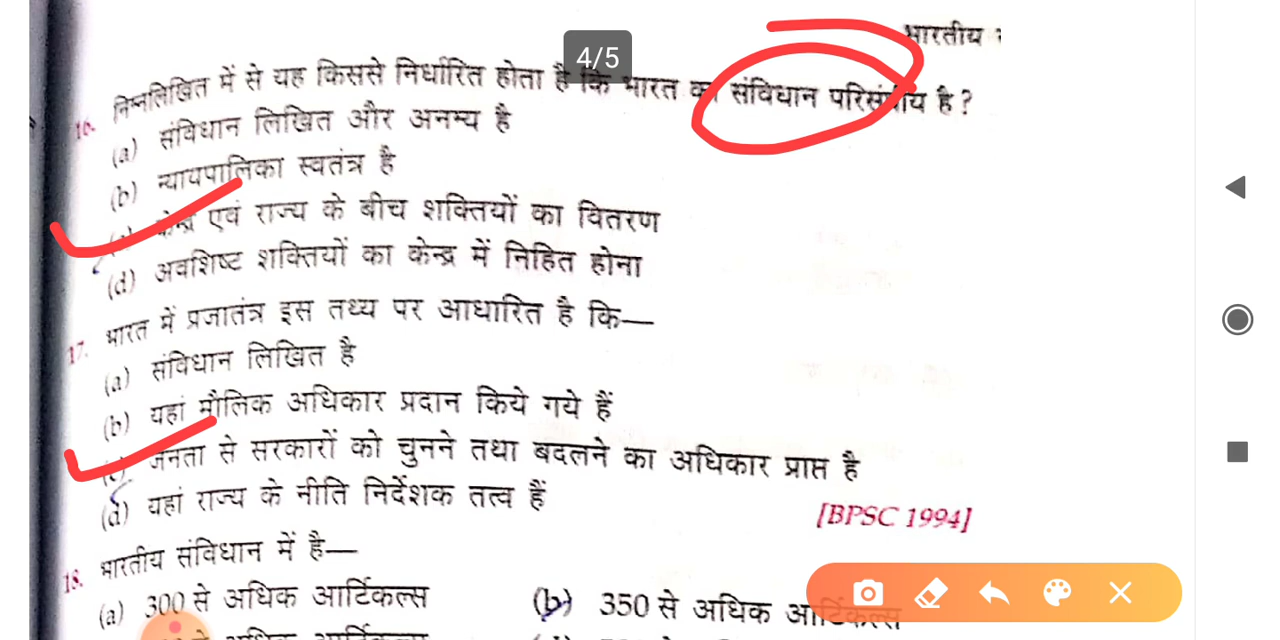 भारतीय
4/5
16. निम्नलिखित में से यह किससे निर्धारित होता है कि भारत का संविधान परिसंघीय है ?
(a) संविधान लिखित और अनम्य है
(b) न्यायपालिका स्वतंत्र है
केन्द्र एवं राज्य के बीच शक्तियों का वितरण
(d) अवशिष्ट शक्तियों का केन्द्र में निहित होना
17. भारत में प्रजातंत्र इस तथ्य पर आधारित है कि—
(a) संविधान लिखित है
(b) यहां मौलिक अधिकार प्रदान किये गये हैं
(c) जनता से सरकारों को चुनने तथा बदलने का अधिकार प्राप्त है
(d) यहां राज्य के नीति निर्देशक तत्व हैं
[BPSC 1994]
18. भारतीय संविधान में है—
(a) 300 से अधिक आर्टिकल्स (b) 350 से अधिक आर्टिकल्स